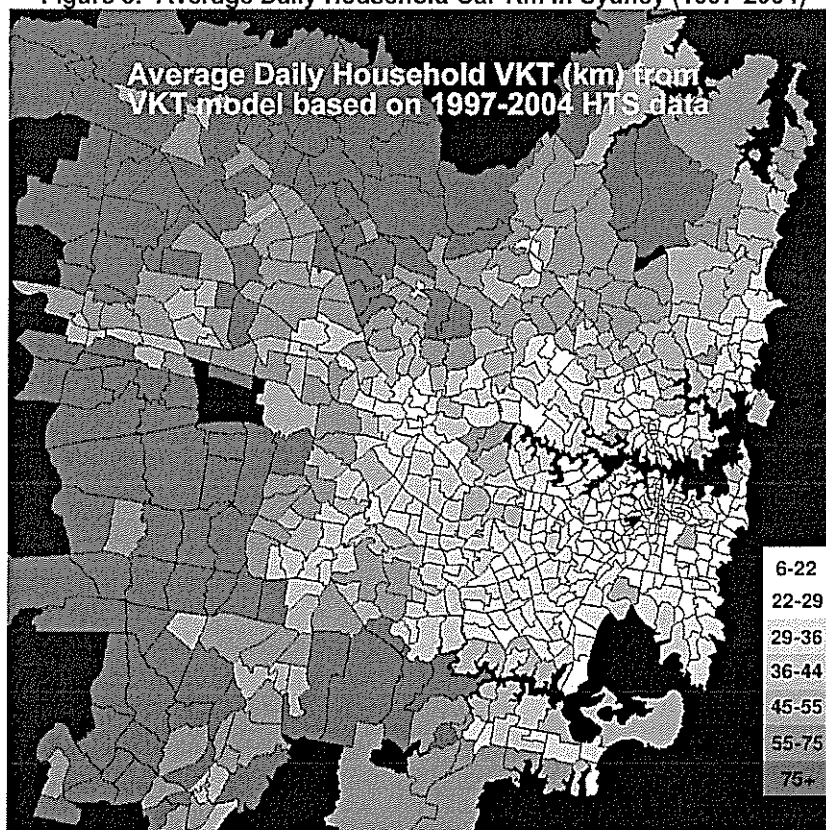 Figure 3: Average Daily Household Car Km in Sydney (1997-2004)
Average Daily Household VKT (km) from
VKT model based on 1997-2004 HTS data
6-22
22-29
29-36
36-44
45-55
55-75
75+